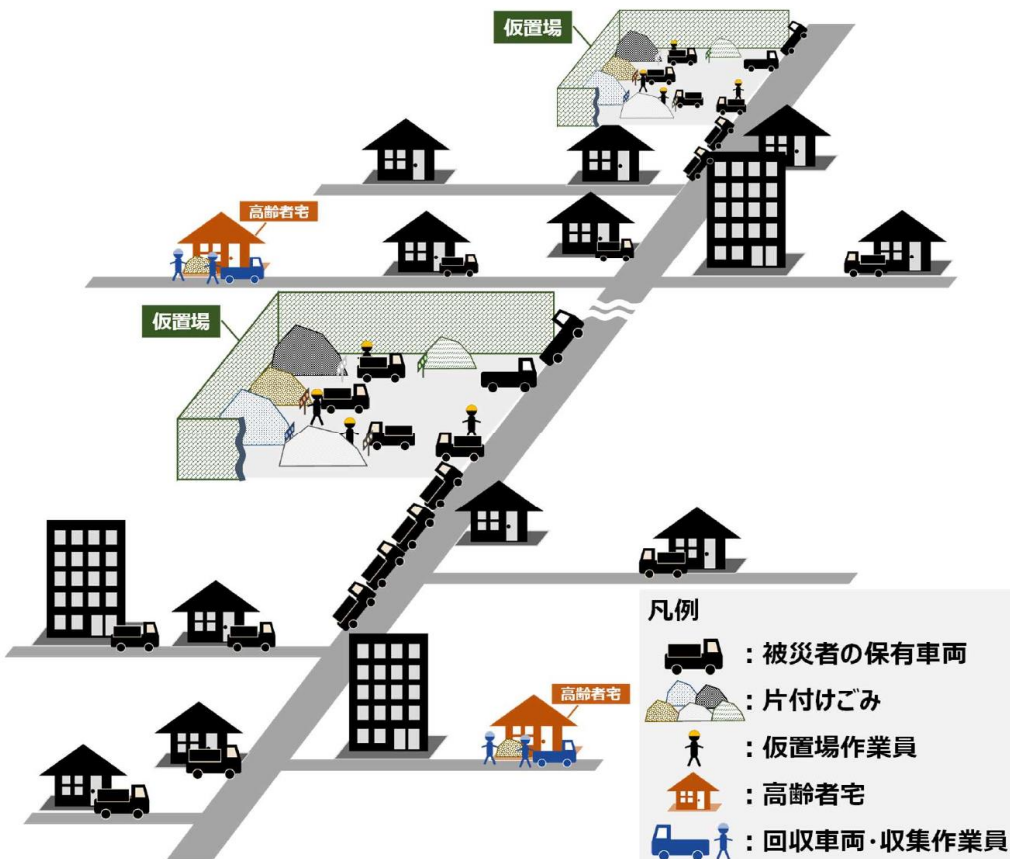 仮置場
高齢者宅
仮置場
高齢者宅
凡例
：被災者の保有車両
：片付けごみ
：仮置場作業員
：高齢者宅
：回収車両・収集作業員